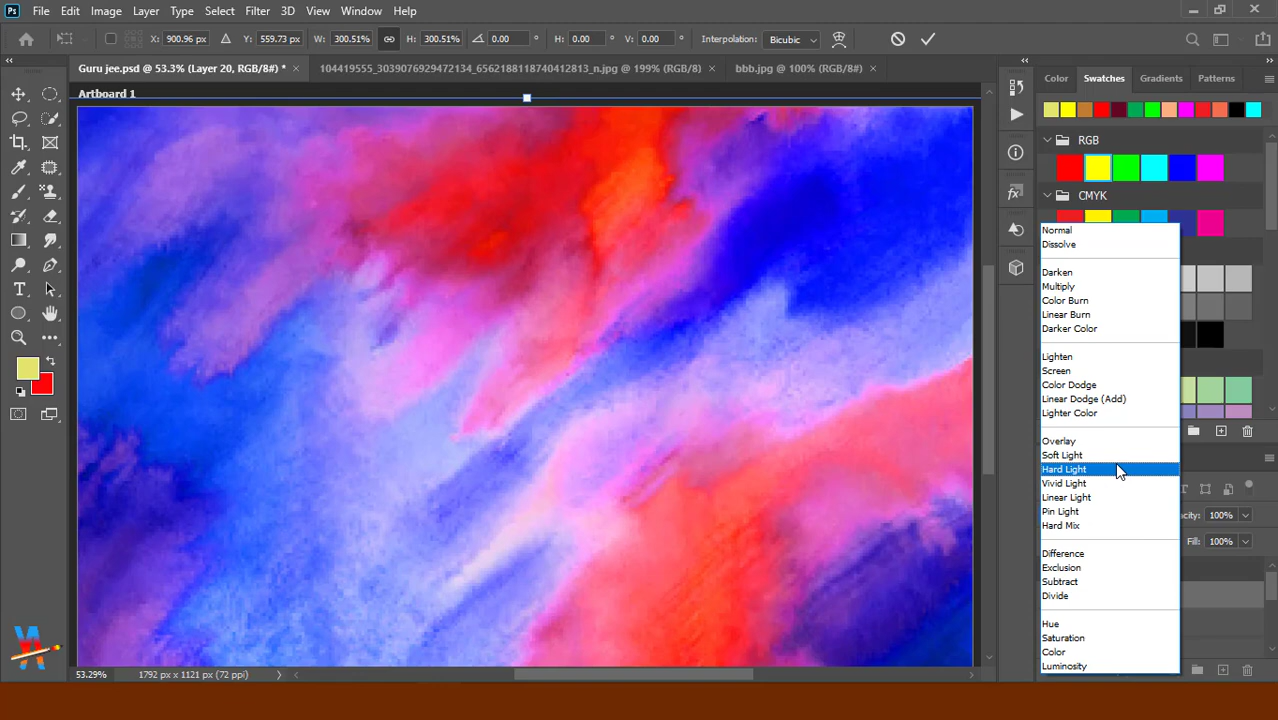 Ps File Edit Image Layer Type Select Filter 3D View Window Help
X: 900.96 px Y: 559.73 px W: 300.51% H: 300.51% 0.00 ° H: 0.00 ° V: 0.00 ° Interpolation: Bicubic
Guru jee.psd @ 53.3% (Layer 20, RGB/8#) * × 104419555_3039076929472134_6562188118740412813_n.jpg @ 199% (RGB/8) × bbb.jpg @ 100% (RGB/8#) ×
Color Swatches Gradients Patterns
Artboard 1
RGB
CMYK
Normal
Dissolve
Darken
Multiply
Color Burn
Linear Burn
Darker Color
Lighten
Screen
Color Dodge
Linear Dodge (Add)
Lighter Color
Overlay
Soft Light
Hard Light
Vivid Light
Linear Light
Pin Light
Hard Mix
Difference
Exclusion
Subtract
Divide
Hue
Saturation
Color
Luminosity
100%
Fill: 100%
53.29% 1792 px x 1121 px (72 ppi)